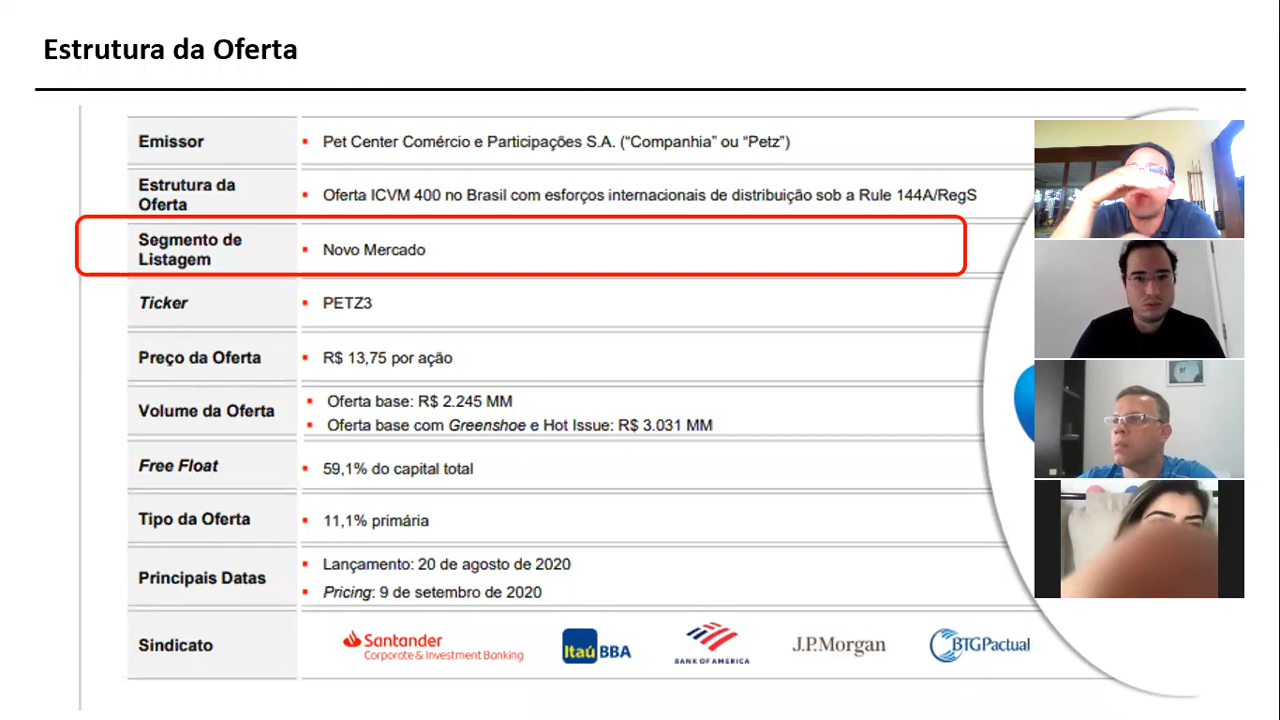 Estrutura da Oferta
Emissor
Pet Center Comércio e Participações S.A. (“Companhia” ou “Petz”)
Estrutura da
Oferta
Oferta ICVM 400 no Brasil com esforços internacionais de distribuição sob a Rule 144A/RegS
Segmento de
Listagem
Novo Mercado
Ticker
PETZ3
Preço da Oferta
R$ 13,75 por ação
Volume da Oferta
Oferta base: R$ 2.245 MM
Oferta base com Greenshoe e Hot Issue: R$ 3.031 MM
Free Float
59,1% do capital total
Tipo da Oferta
11,1% primária
Principais Datas
Lançamento: 20 de agosto de 2020
Pricing: 9 de setembro de 2020
Sindicato
Santander
Corporate & Investment Banking
Itaú BBA
BANK OF AMERICA
J.P.Morgan
BTGPactual